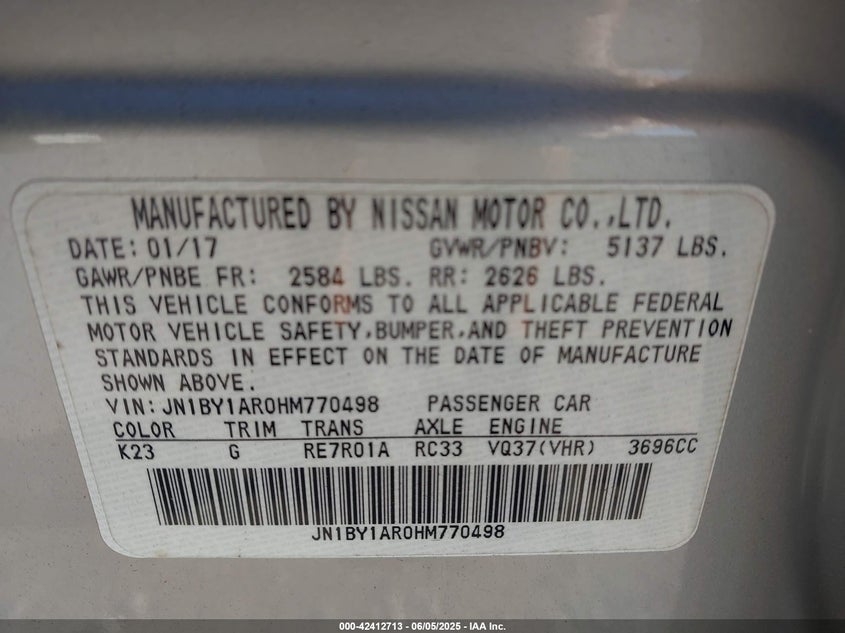 MANUFACTURED BY NISSAN MOTOR CO.,LTD.
DATE: 01/17 GVWR/PNBV: 5137 LBS.
GAWR/PNBE FR: 2584 LBS. RR: 2626 LBS.
THIS VEHICLE CONFORMS TO ALL APPLICABLE FEDERAL
MOTOR VEHICLE SAFETY,BUMPER,AND THEFT PREVENTION
STANDARDS IN EFFECT ON THE DATE OF MANUFACTURE
SHOWN ABOVE.
VIN:JN1BY1AR0HM770498 PASSENGER CAR
COLOR TRIM TRANS AXLE ENGINE
K23 G RE7R01A RC33 VQ37(VHR) 3696CC
JN1BY1AR0HM770498
000-42412713 - 06/05/2025 - IAA Inc.